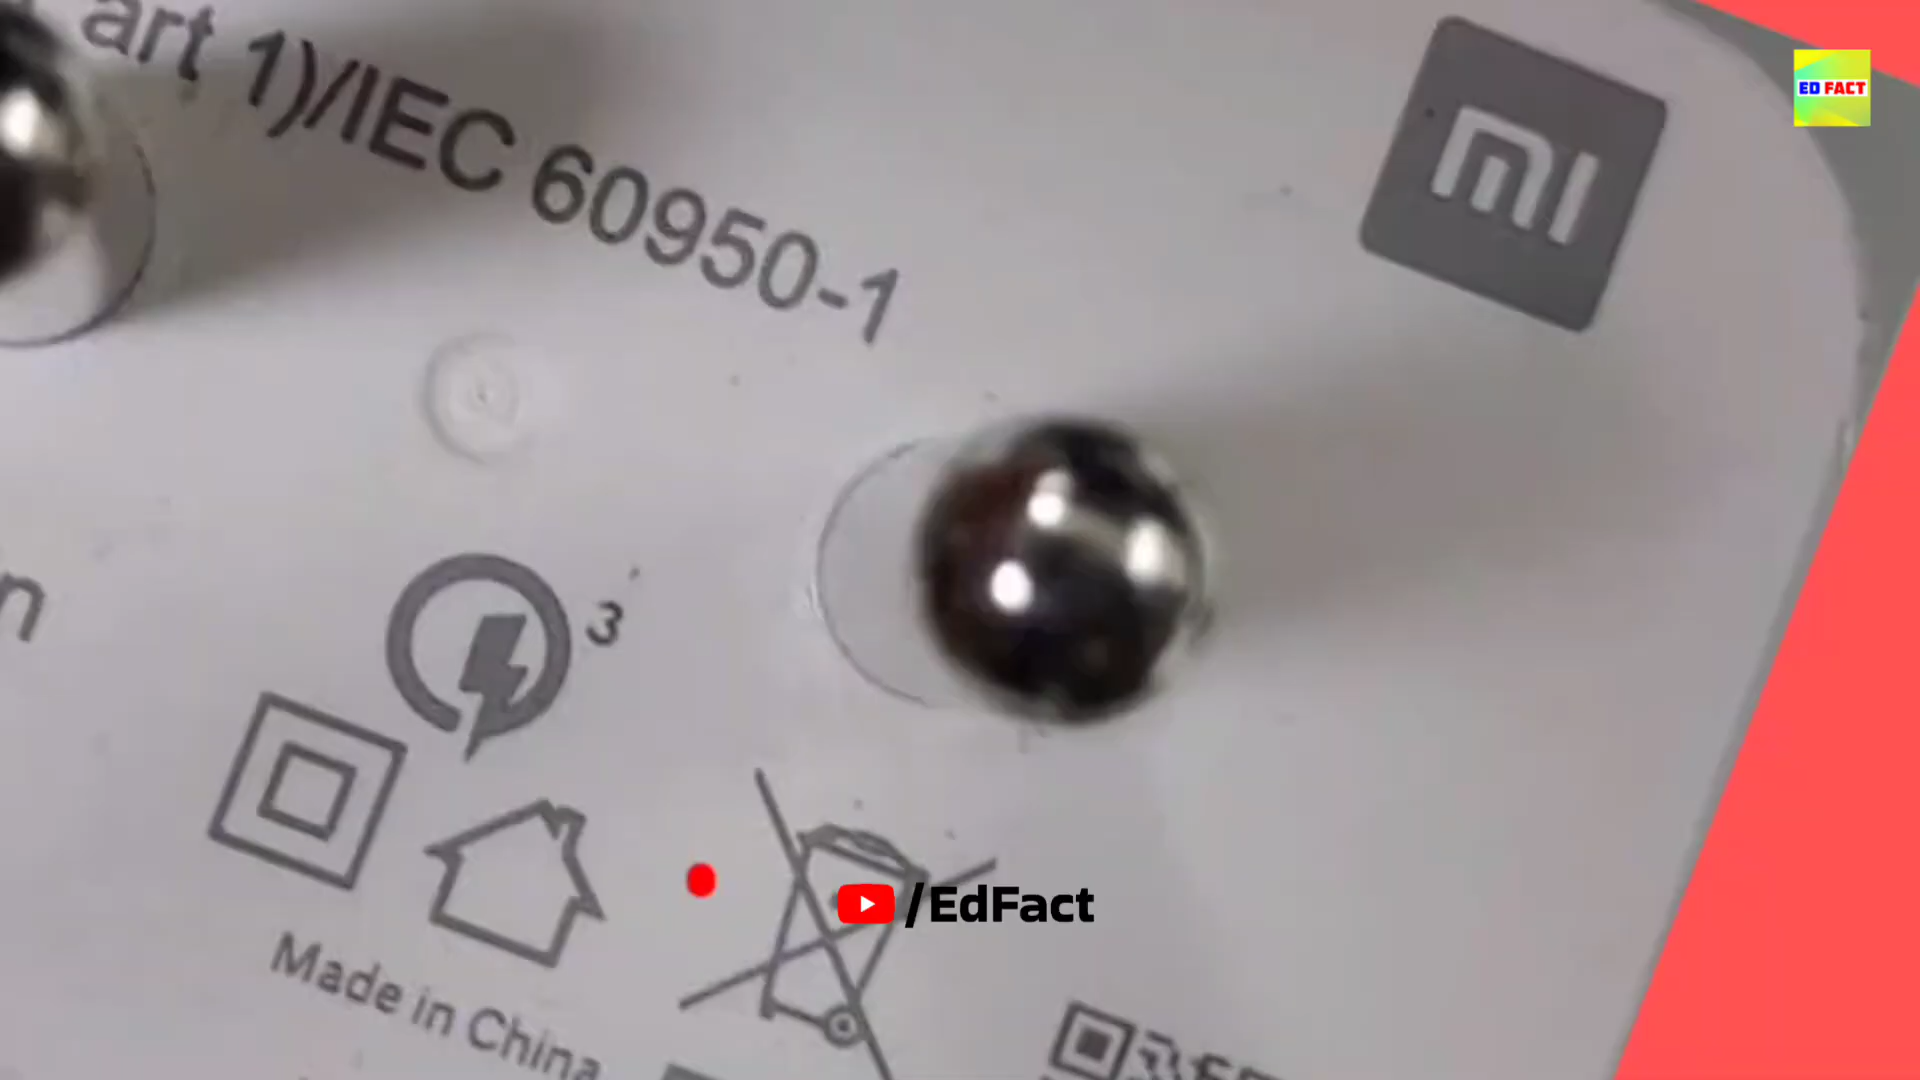 art 1)/IEC 60950-1
mi
ED FACT
n
3
/EdFact
Made in China